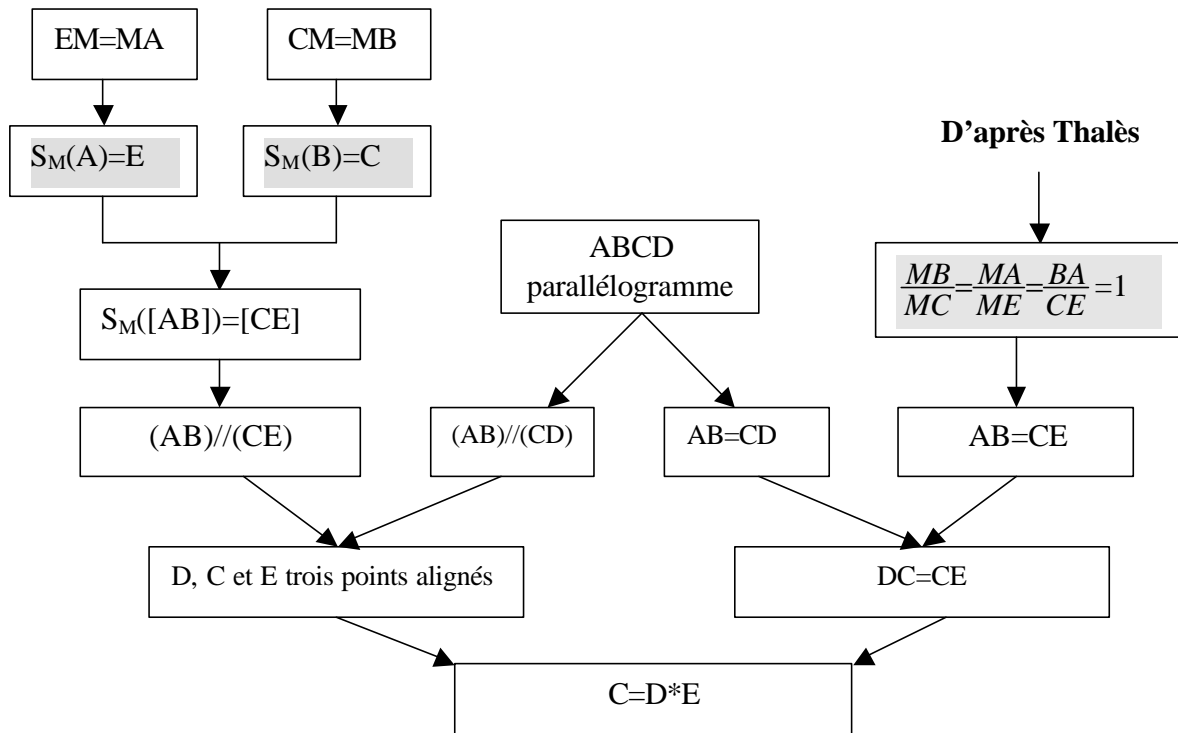 EM=MA
CM=MB
D'après Thalès
S_M(A)=E
S_M(B)=C
ABCD
parallélogramme
MB/MC=MA/ME=BA/CE=1
S_M([AB])=[CE]
(AB)//(CE)
(AB)//(CD)
AB=CD
AB=CE
D, C et E trois points alignés
DC=CE
C=D*E